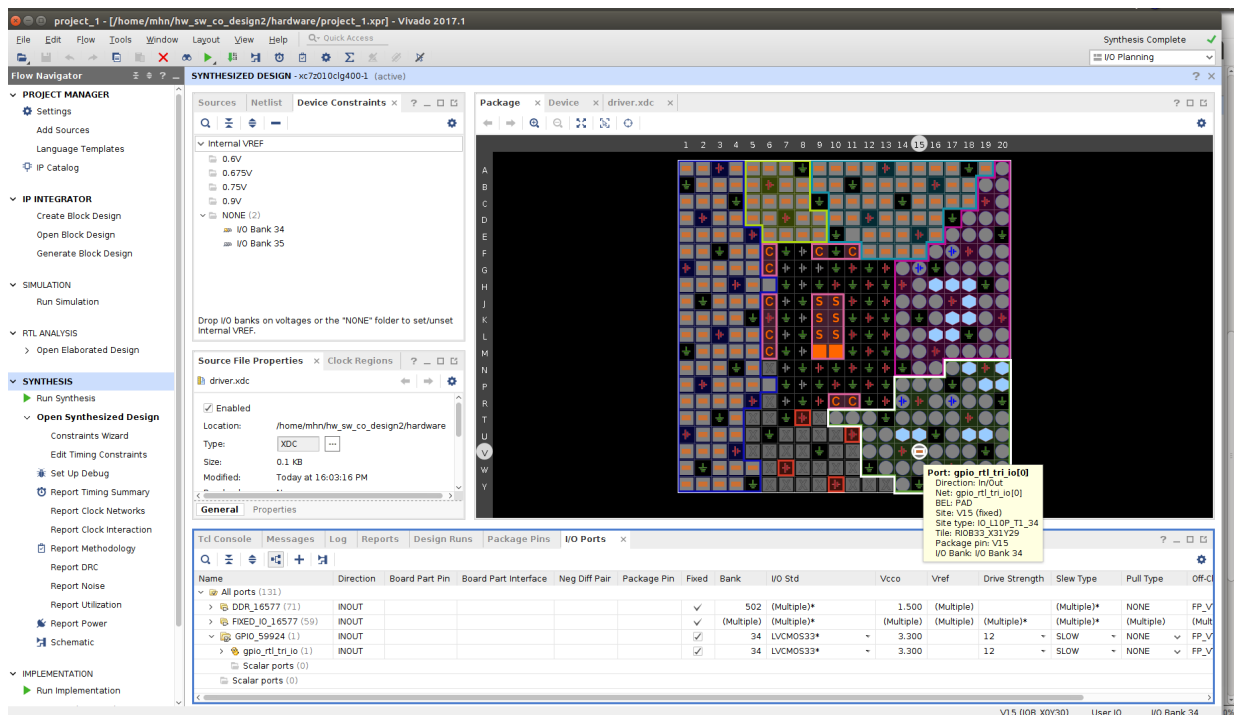 project_1 - [/home/mhn/hw_sw_co_design2/hardware/project_1.xpr] - Vivado 2017.1
File Edit Flow Tools Window Layout View Help Quick Access
Synthesis Complete
I/O Planning
Flow Navigator
SYNTHESIZED DESIGN - xc7z010clg400-1 (active)
PROJECT MANAGER
Settings
Add Sources
Language Templates
IP Catalog
IP INTEGRATOR
Create Block Design
Open Block Design
Generate Block Design
SIMULATION
Run Simulation
RTL ANALYSIS
Open Elaborated Design
SYNTHESIS
Run Synthesis
Open Synthesized Design
Constraints Wizard
Edit Timing Constraints
Set Up Debug
Report Timing Summary
Report Clock Networks
Report Clock Interaction
Report Methodology
Report DRC
Report Noise
Report Utilization
Report Power
Schematic
IMPLEMENTATION
Run Implementation
Sources Netlist Device Constraints
Internal VREF
0.6V
0.675V
0.75V
0.9V
NONE (2)
I/O Bank 34
I/O Bank 35
Drop I/O banks on voltages or the "NONE" folder to set/unset
Internal VREF.
Source File Properties Clock Regions
driver.xdc
Enabled
Location: /home/mhn/hw_sw_co_design2/hardware
Type: XDC
Size: 0.1 KB
Modified: Today at 16:03:16 PM
General Properties
Package Device driver.xdc
1 2 3 4 5 6 7 8 9 10 11 12 13 14 15 16 17 18 19 20
A
B
C
D
E
F C C C
G C
H
J C S S
K C S S
L C S S
M C
N
P
R C C
T
U
V
W
Y
Port: gpio_rtl_tri_io[0]
Direction: In/Out
Net: gpio_rtl_tri_io[0]
BEL: PAD
Site: V15 (fixed)
Site type: IO_L10P_T1_34
Tile: RIOB33_X31Y29
Package pin: V15
I/O Bank: I/O Bank 34
Tcl Console Messages Log Reports Design Runs Package Pins I/O Ports
Name Direction Board Part Pin Board Part Interface Neg Diff Pair Package Pin Fixed Bank I/O Std Vcco Vref Drive Strength Slew Type Pull Type
All ports (131)
DDR_16577 (71) INOUT 502 (Multiple)* 1.500 (Multiple) (Multiple)* NONE
FIXED_IO_16577 (59) INOUT (Multiple) (Multiple)* (Multiple) (Multiple) (Multiple)* (Multiple)* (Multiple)
GPIO_59924 (1) INOUT 34 LVCMOS33* 3.300 12 SLOW NONE
gpio_rtl_tri_io (1) INOUT 34 LVCMOS33* 3.300 12 SLOW NONE
Scalar ports (0)
Scalar ports (0)
V15 (IOB_X0Y30) User IO I/O Bank 34